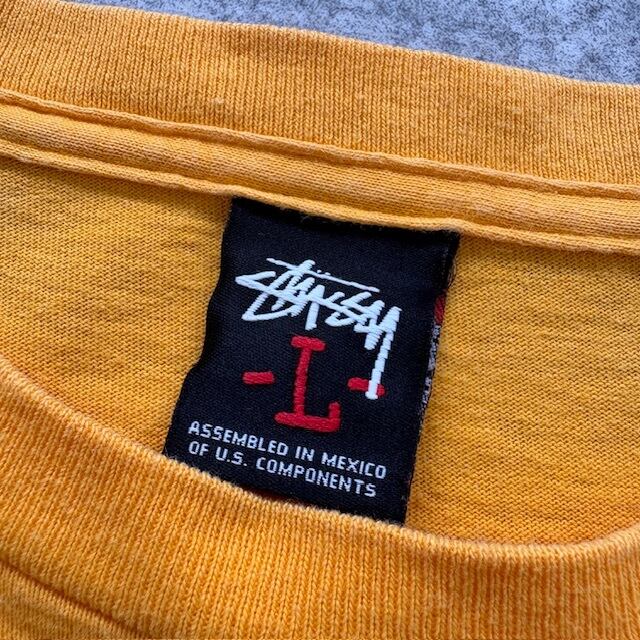 STÜSSY
-L-
ASSEMBLED IN MEXICO
OF U.S. COMPONENTS